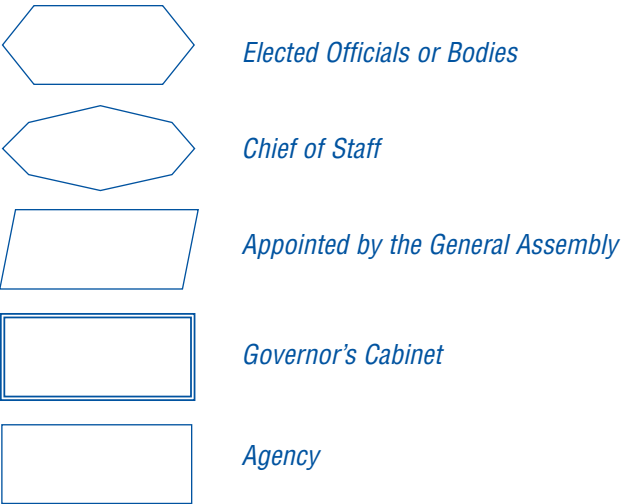 Elected Officials or Bodies
Chief of Staff
Appointed by the General Assembly
Governor’s Cabinet
Agency